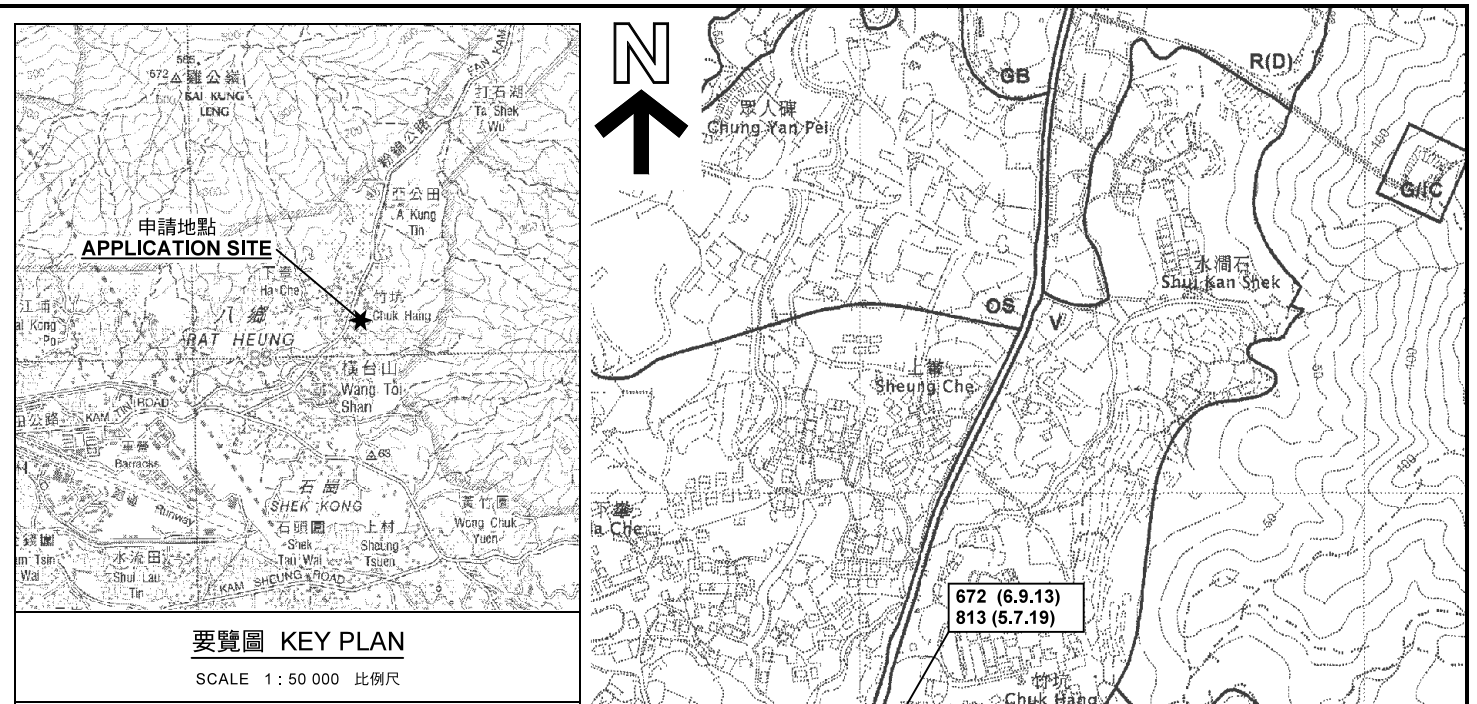 565
572
雞公嶺
KAI KUNG
LENG
FAN KAM
打石湖
Ta Shek
Wu
粉錦公路
亞公田
A Kung
Tin
申請地點
APPLICATION SITE
Ha Che
竹坑
Chuk Hang
八鄉
PAT HEUNG
江埔
Kong
Po
橫台山
Wang Toi
Shan
KAM TIN ROAD
公路
軍營
Barracks
63
Runway
石崗
SHEK KONG
石頭圍
Shek
Tau Wai
上村
Sheung
Tsuen
黃竹園
Wong Chuk
Yuen
Tsin
Wai
水流田
Shui Lau
Tin
KAM SHEUNG ROAD
要覽圖 KEY PLAN
SCALE 1 : 50 000 比例尺
N
眾人碑
Chung Yan Pei
GB
R(D)
100
G/IC
水澗石
Shui Kan Shek
OS
V
上輋
Sheung Che
100
50
下輋
Ha Che
672 (6.9.13)
813 (5.7.19)
竹坑
Chuk Hang